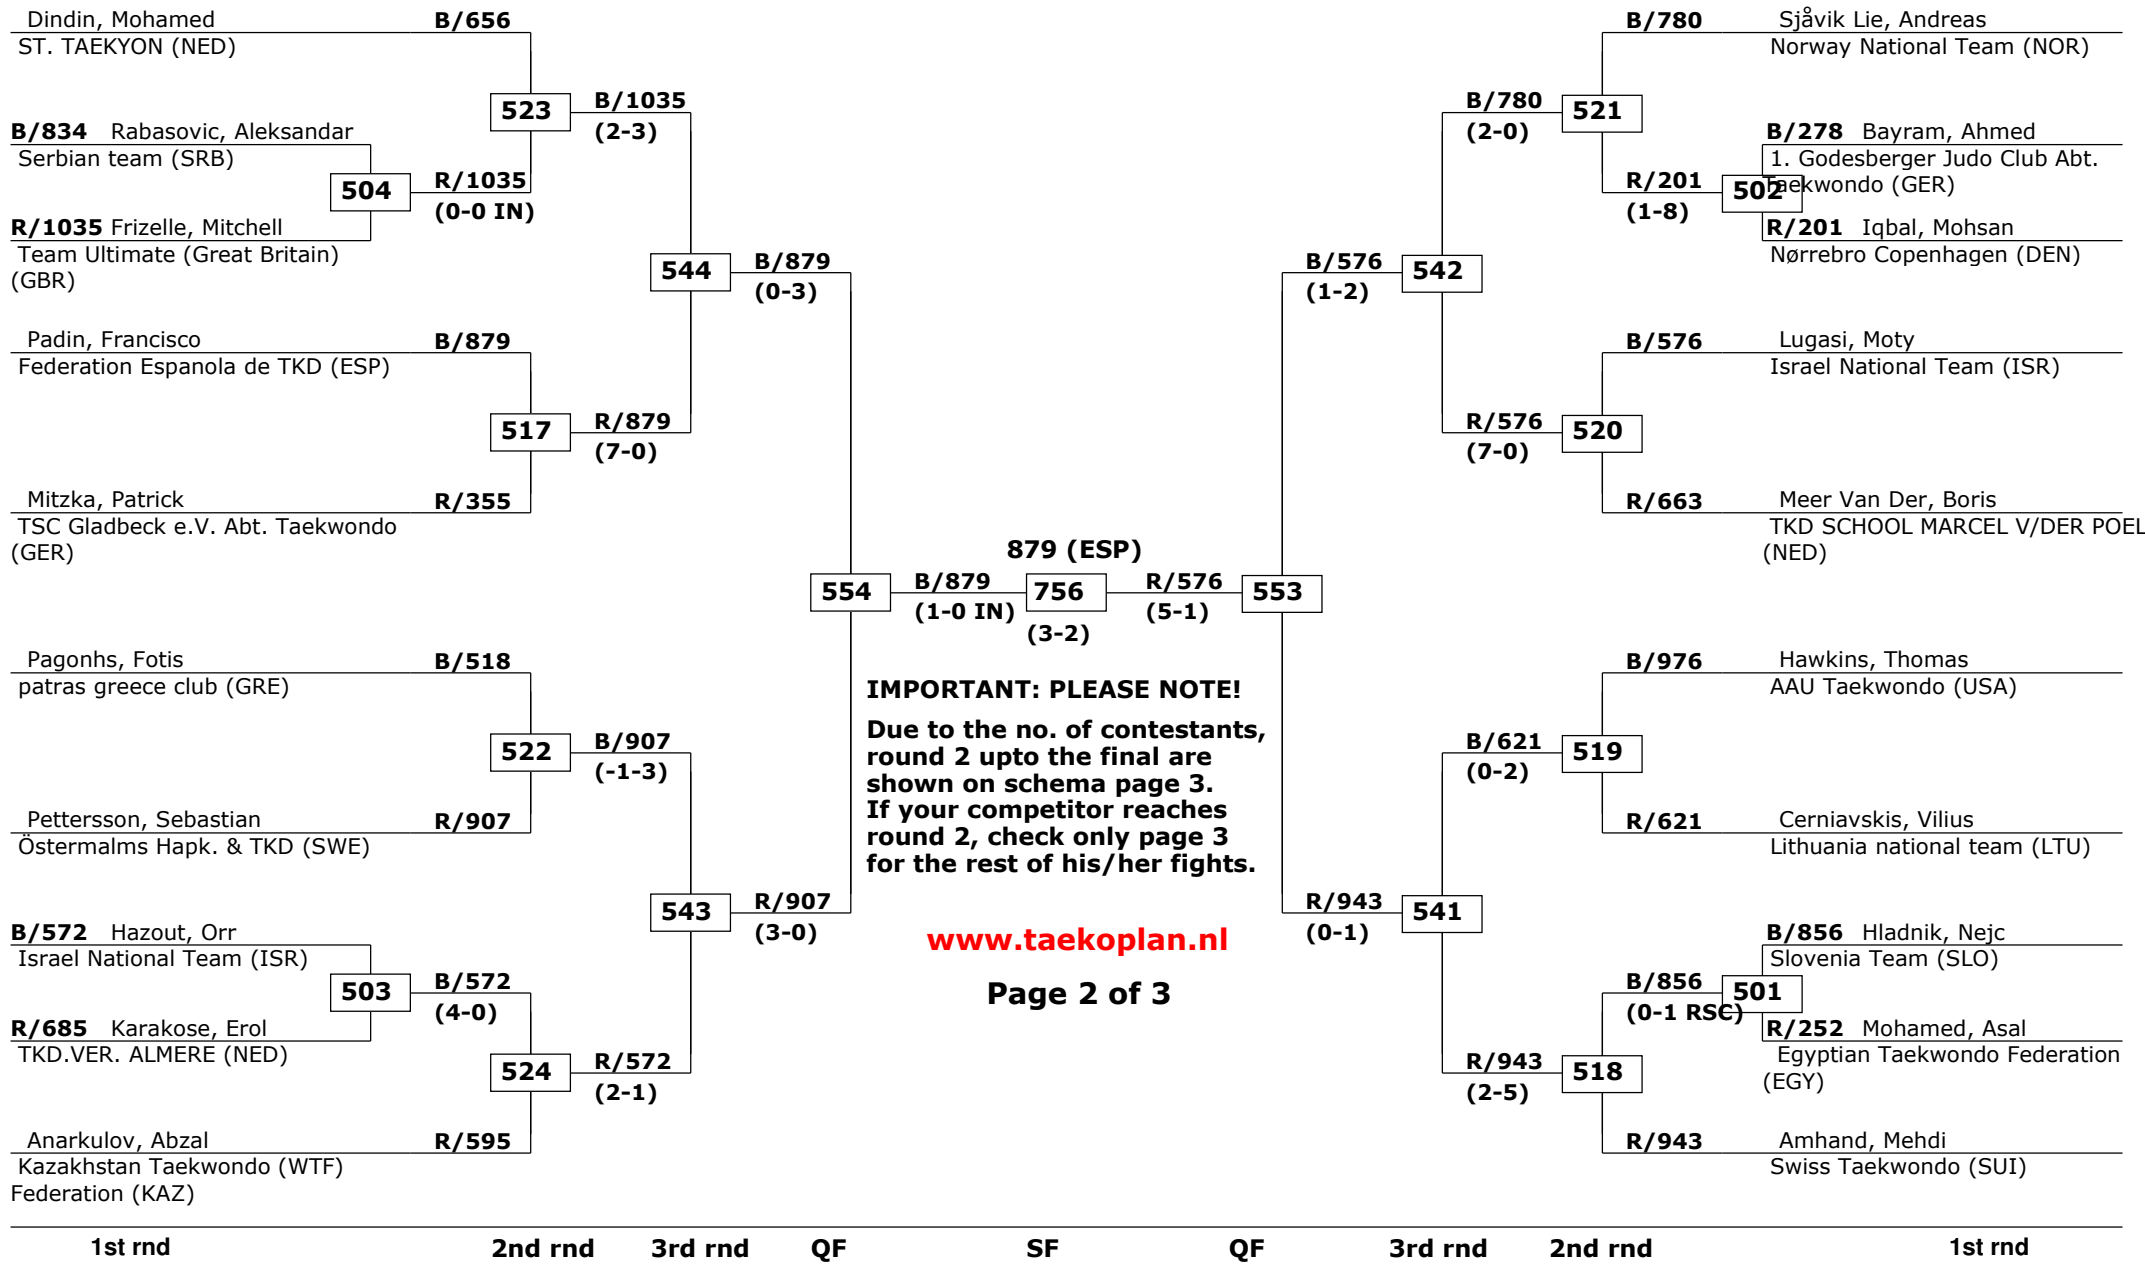 Dindin, Mohamed
B/656
ST. TAEKYON (NED)
523
B/1035
(2-3)
B/834 Rabasovic, Aleksandar
Serbian team (SRB)
504
R/1035
(0-0 IN)
R/1035 Frizelle, Mitchell
Team Ultimate (Great Britain)
(GBR)
544
B/879
(0-3)
Padin, Francisco
B/879
Federation Espanola de TKD (ESP)
517
R/879
(7-0)
Mitzka, Patrick
R/355
TSC Gladbeck e.V. Abt. Taekwondo
(GER)
554
B/879
(1-0 IN)
Pagonhs, Fotis
B/518
patras greece club (GRE)
522
B/907
(-1-3)
Pettersson, Sebastian
R/907
Östermalms Hapk. & TKD (SWE)
543
R/907
(3-0)
B/572 Hazout, Orr
Israel National Team (ISR)
503
B/572
(4-0)
R/685 Karakose, Erol
TKD.VER. ALMERE (NED)
524
R/572
(2-1)
Anarkulov, Abzal
R/595
Kazakhstan Taekwondo (WTF)
Federation (KAZ)
879 (ESP)
756
(3-2)
IMPORTANT: PLEASE NOTE!
Due to the no. of contestants,
round 2 upto the final are
shown on schema page 3.
If your competitor reaches
round 2, check only page 3
for the rest of his/her fights.
www.taekoplan.nl
Page 2 of 3
B/780
Sjåvik Lie, Andreas
Norway National Team (NOR)
B/780
(2-0)
521
B/278 Bayram, Ahmed
1. Godesberger Judo Club Abt.
Taekwondo (GER)
R/201
(1-8)
502
R/201 Iqbal, Mohsan
Nørrebro Copenhagen (DEN)
B/576
(1-2)
542
B/576
Lugasi, Moty
Israel National Team (ISR)
R/576
(7-0)
520
R/663
Meer Van Der, Boris
TKD SCHOOL MARCEL V/DER POEL
(NED)
R/576
(5-1)
553
B/976
Hawkins, Thomas
AAU Taekwondo (USA)
B/621
(0-2)
519
R/621
Cerniavskis, Vilius
Lithuania national team (LTU)
R/943
(0-1)
541
B/856 Hladnik, Nejc
Slovenia Team (SLO)
B/856
(0-1 RSC)
501
R/252 Mohamed, Asal
Egyptian Taekwondo Federation
(EGY)
R/943
(2-5)
518
R/943
Amhand, Mehdi
Swiss Taekwondo (SUI)
1st rnd 2nd rnd 3rd rnd QF SF QF 3rd rnd 2nd rnd 1st rnd